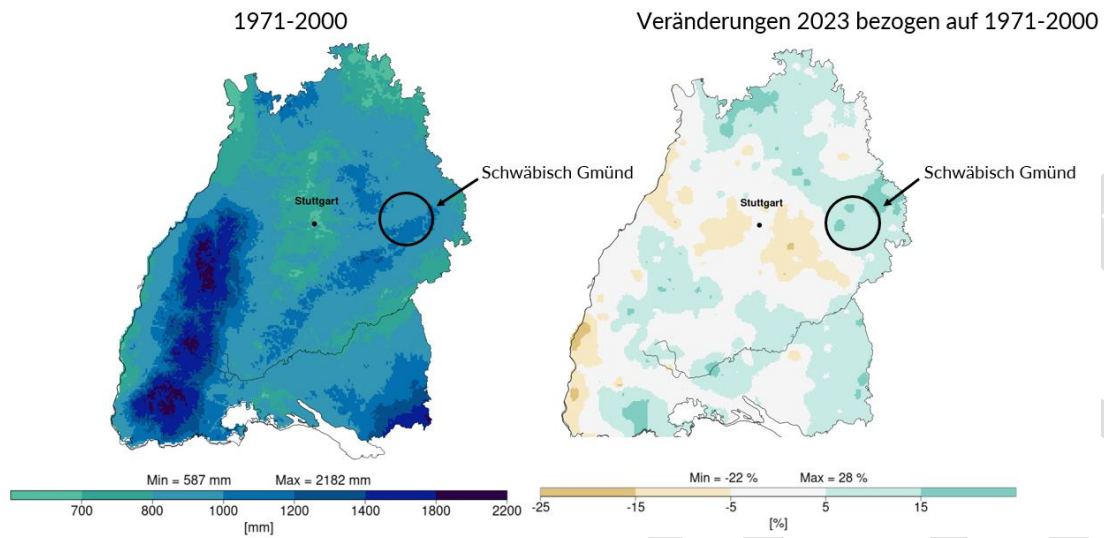 1971-2000
Veränderungen 2023 bezogen auf 1971-2000
Schwäbisch Gmünd
Schwäbisch Gmünd
Stuttgart
Stuttgart
Min = 587 mm Max = 2182 mm
700 800 1000 1200 1400 1800 2200
[mm]
Min = -22 % Max = 28 %
-25 -15 -5 5 15
[%]